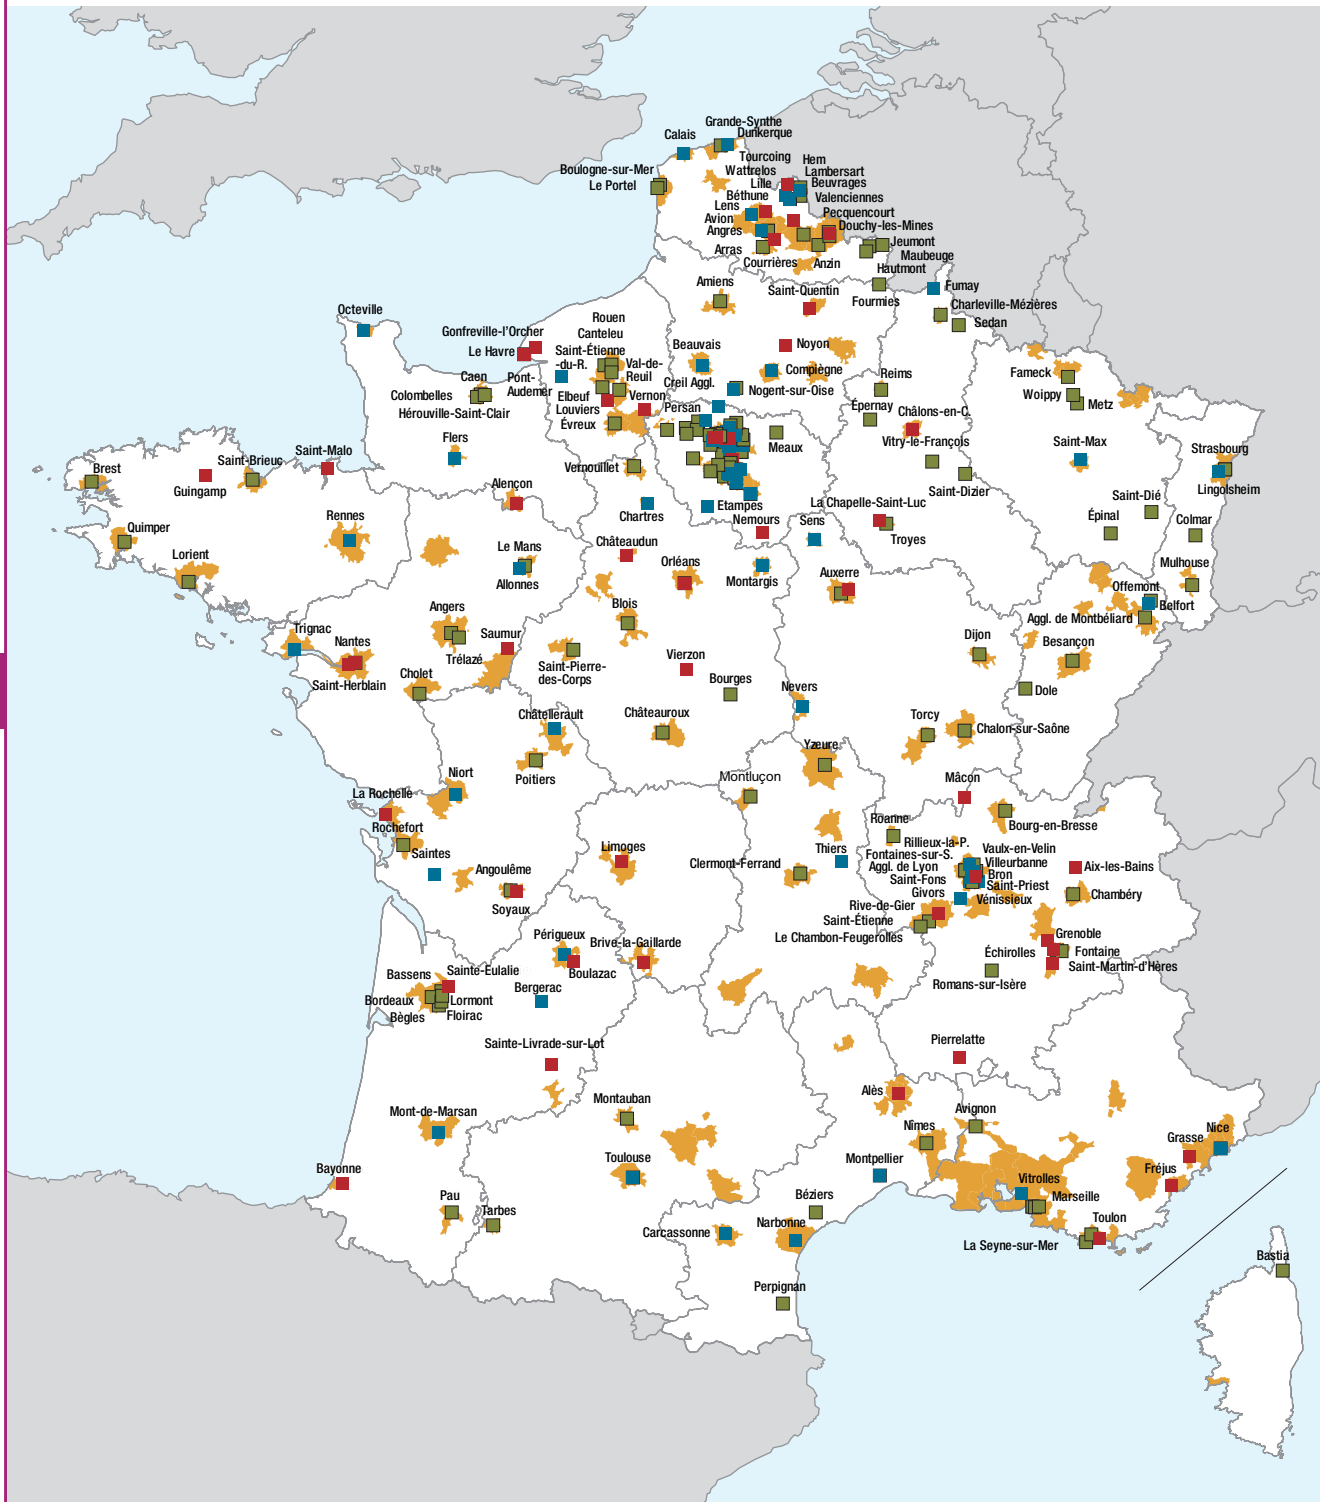 Grande-Synthe
Dunkerque
Calais
Tourcoing
Hem
Wattrelos
Lambersart
Boulogne-sur-Mer
Le Portel
Lille
Beuvrages
Béthune
Valenciennes
Lens
Pecquencourt
Avion
Douchy-les-Mines
Angres
Jeumont
Arras
Maubeuge
Courrières
Anzin
Hautmont
Amiens
Saint-Quentin
Fourmies
Fumay
Charleville-Mézières
Sedan
Octeville
Rouen
Canteleu
Gonfreville-l'Orcher
Le Havre
Saint-Étienne
-du-R.
Val-de-
Reuil
Beauvais
Noyon
Compiègne
Creil Aggl.
Nogent-sur-Oise
Caen
Pont-
Audemer
Colombelles
Hérouville-Saint-Clair
Elbeuf
Louviers
Évreux
Vernon
Persan
Reims
Épernay
Châlons-en-C.
Vitry-le-François
Fameck
Woippy
Metz
Meaux
Saint-Max
Strasbourg
Lingolsheim
Flers
Vernouillet
Saint-Malo
Saint-Brieuc
Brest
Guingamp
Alençon
Chartres
Etampes
Nemours
Saint-Dizier
La Chapelle-Saint-Luc
Troyes
Sens
Saint-Dié
Épinal
Colmar
Quimper
Rennes
Lorient
Le Mans
Allonnes
Châteaudun
Orléans
Montargis
Auxerre
Mulhouse
Offemont
Belfort
Aggl. de Montbéliard
Blois
Angers
Saumur
Trélazé
Trignac
Nantes
Saint-Herblain
Cholet
Saint-Pierre-
des-Corps
Vierzon
Bourges
Dijon
Besançon
Dole
Nevers
Châtellerault
Châteauroux
Torcy
Chalon-sur-Saône
Poitiers
Yzeure
Montluçon
Niort
La Rochelle
Rochefort
Mâcon
Bourg-en-Bresse
Roanne
Saintes
Limoges
Thiers
Rillieux-la-P.
Fontaines-sur-S.
Aggl. de Lyon
Saint-Fons
Givors
Vaulx-en-Velin
Villeurbanne
Bron
Saint-Priest
Vénissieux
Aix-les-Bains
Chambéry
Angoulême
Soyaux
Clermont-Ferrand
Rive-de-Gier
Saint-Étienne
Le Chambon-Feugerolles
Périgueux
Boulazac
Brive-la-Gaillarde
Grenoble
Échirolles
Fontaine
Saint-Martin-d'Hères
Romans-sur-Isère
Bassens
Sainte-Eulalie
Bordeaux
Lormont
Bègles
Floirac
Bergerac
Sainte-Livrade-sur-Lot
Pierrelatte
Alès
Montauban
Avignon
Nîmes
Mont-de-Marsan
Toulouse
Montpellier
Nice
Grasse
Fréjus
Vitrolles
Marseille
Bayonne
Pau
Tarbes
Béziers
Carcassonne
Narbonne
Toulon
La Seyne-sur-Mer
Bastia
Perpignan